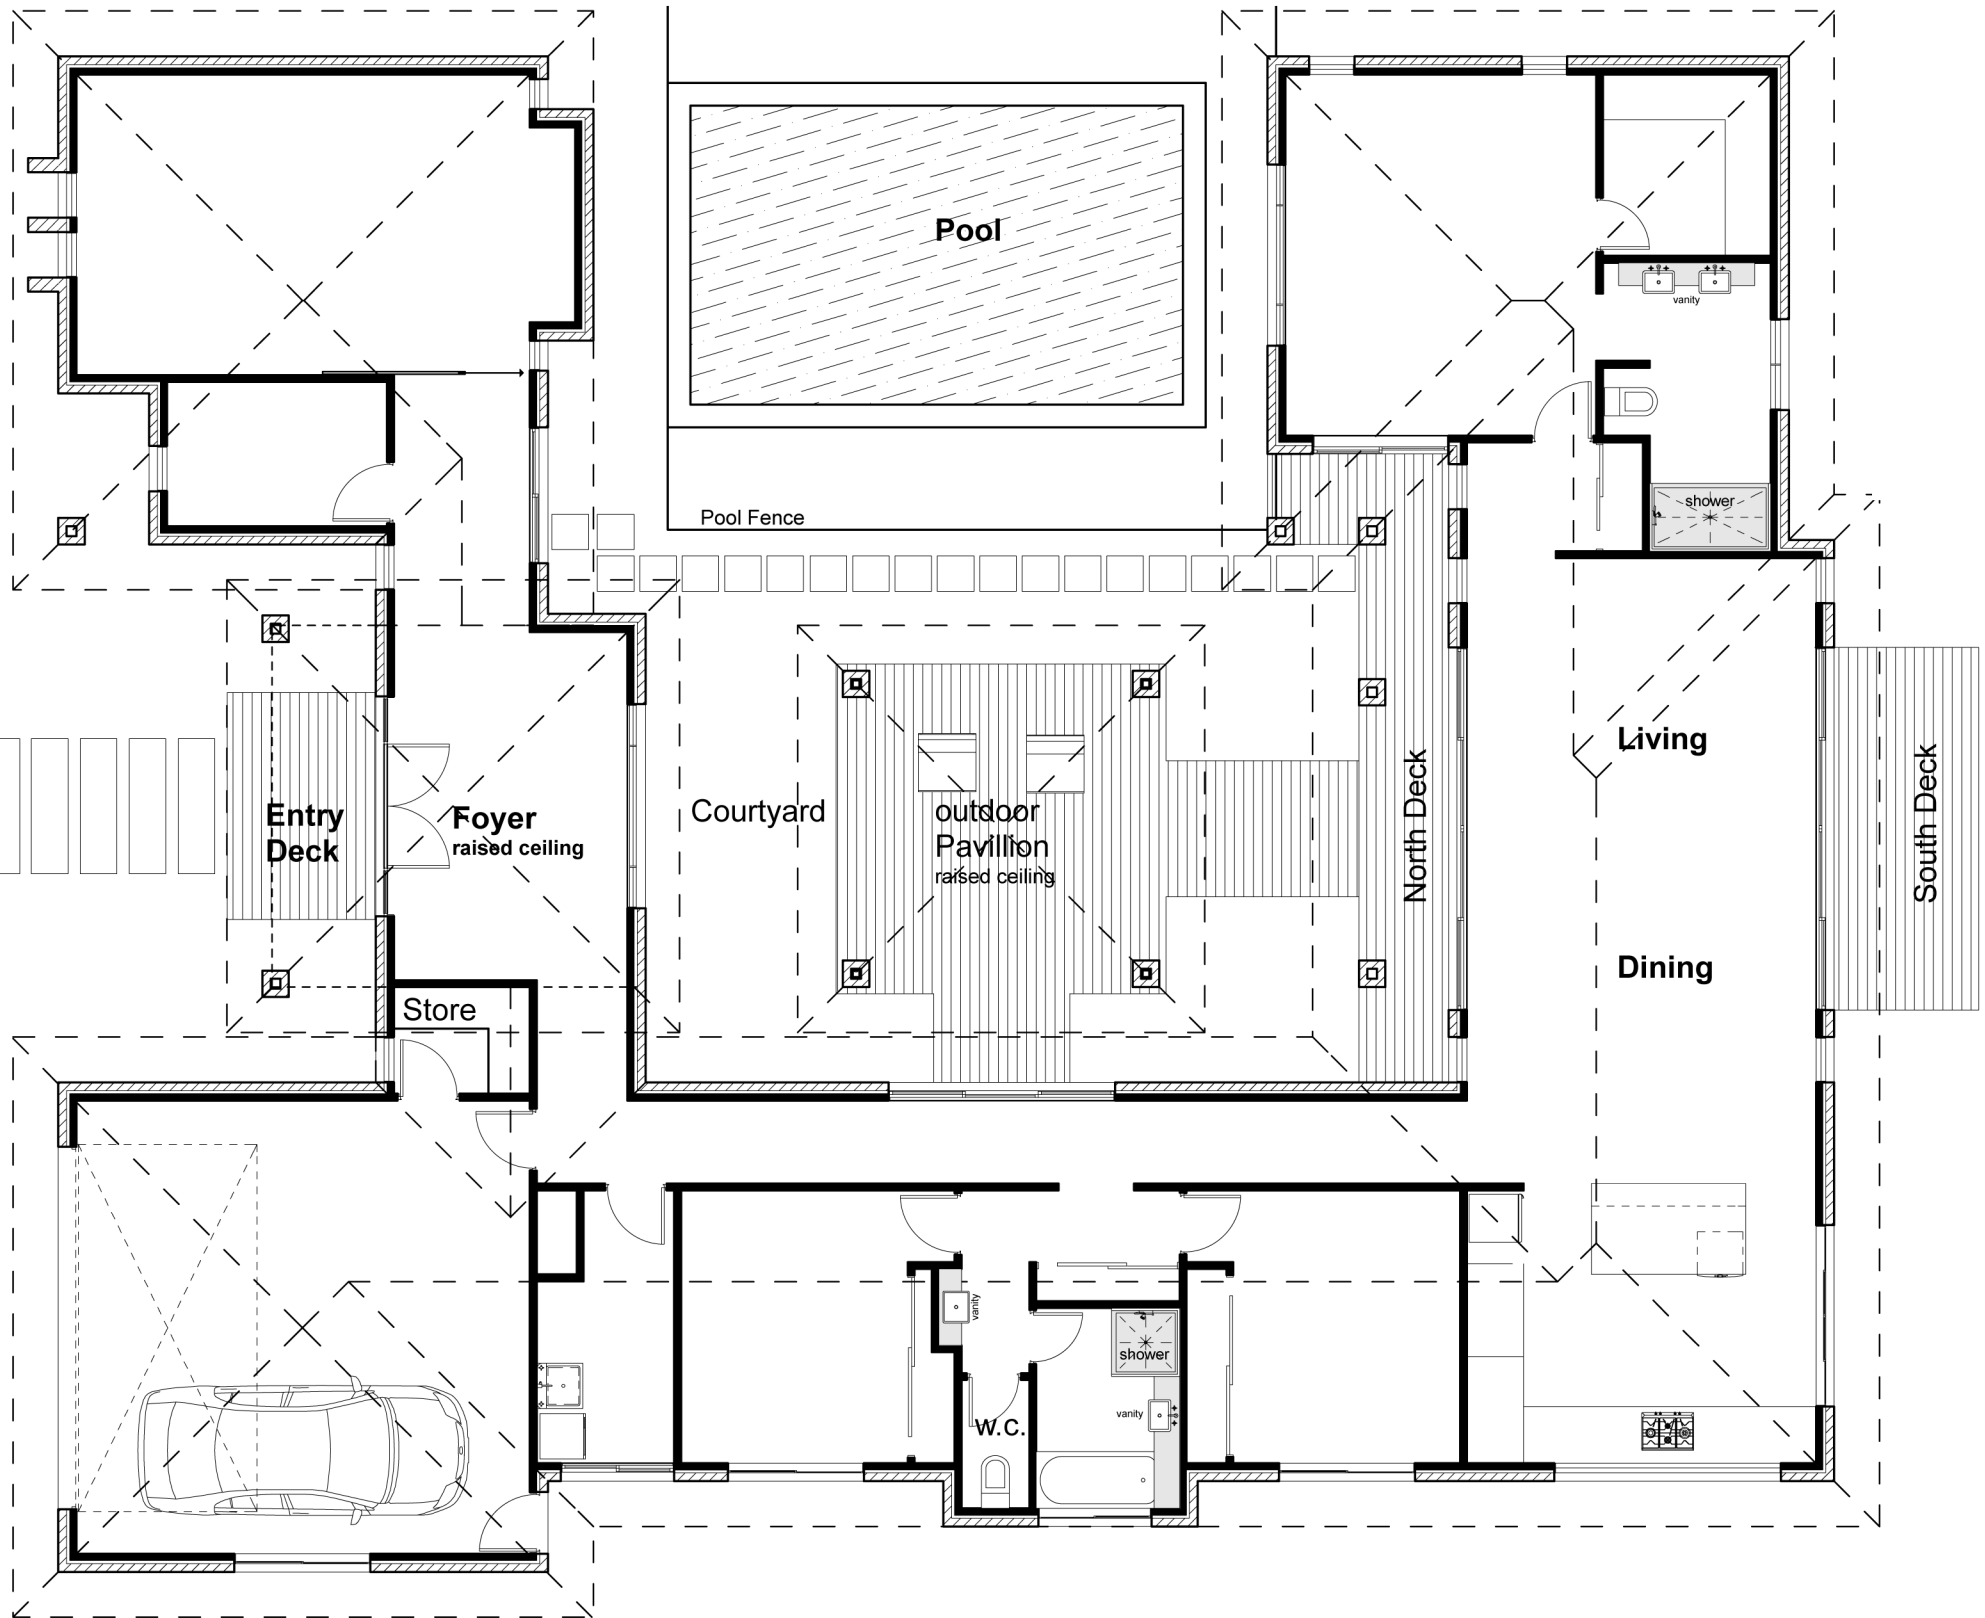 Pool
vanity
shower
Pool Fence
Living
Entry
Deck
Foyer
raised ceiling
Courtyard
outdoor
Pavillion
raised ceiling
North Deck
South Deck
Dining
Store
vanity
shower
vanity
W.C.